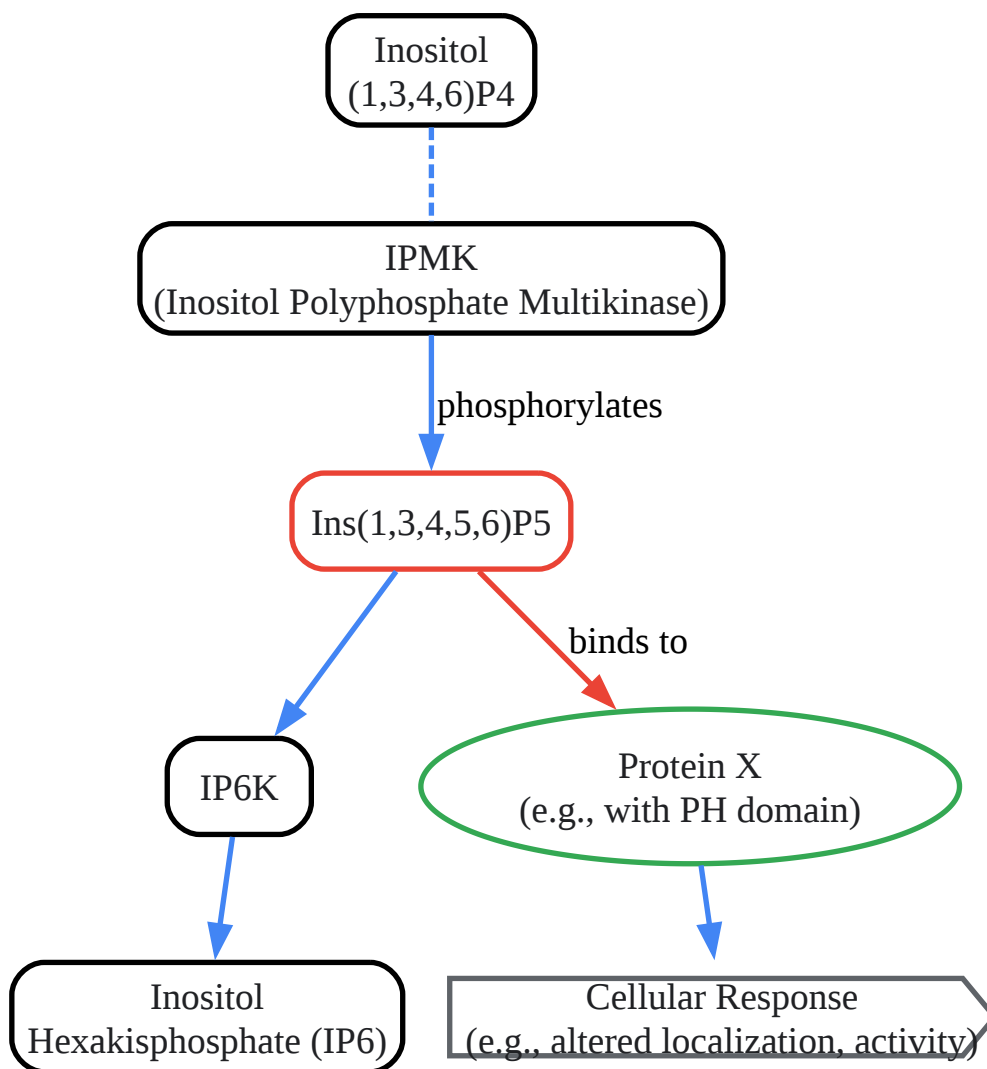 Inositol
(1,3,4,6)P4
IPMK
(Inositol Polyphosphate Multikinase)
phosphorylates
Ins(1,3,4,5,6)P5
binds to
IP6K
Protein X
(e.g., with PH domain)
Inositol
Hexakisphosphate (IP6)
Cellular Response
(e.g., altered localization, activity)